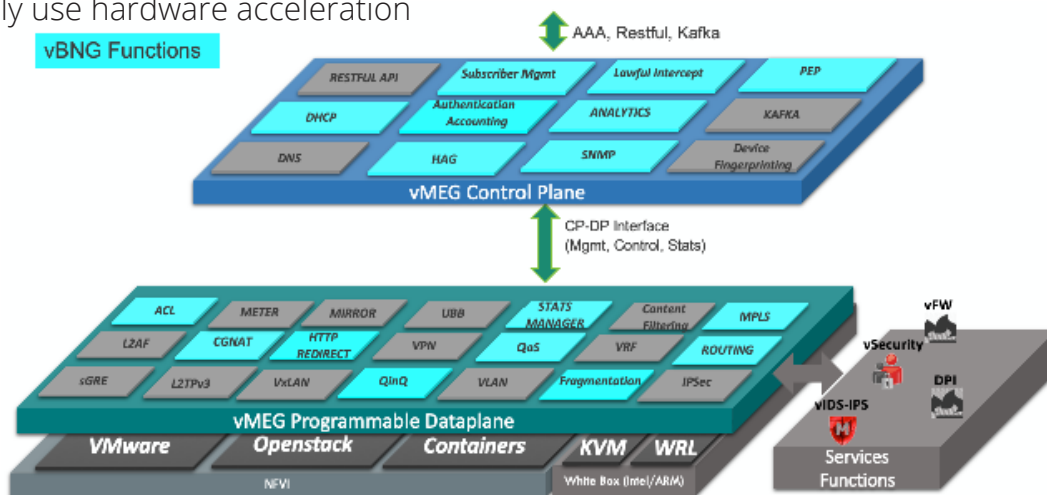 ly use hardware acceleration
vBNG Functions
AAA, Restful, Kafka
RESTFUL API
Subscriber Mgmt
Lawful Intercept
PEP
DHCP
Authentication
Accounting
ANALYTICS
KAFKA
DNS
HAG
SNMP
Device
Fingerprinting
vMEG Control Plane
CP-DP Interface
(Mgmt, Control, Stats)
ACL
METER
MIRROR
UBB
STATS
MANAGER
Content
Filtering
MPLS
L2AF
CGNAT
HTTP
REDIRECT
VPN
QoS
VRF
ROUTING
sGRE
L2TPv3
VxLAN
QinQ
VLAN
Fragmentation
IPSec
vMEG Programmable Dataplane
VMware
Openstack
Containers
KVM
WRL
NFVI
White Box (Intel/ARM)
vFW
vSecurity
DPI
vIDS-IPS
Services
Functions